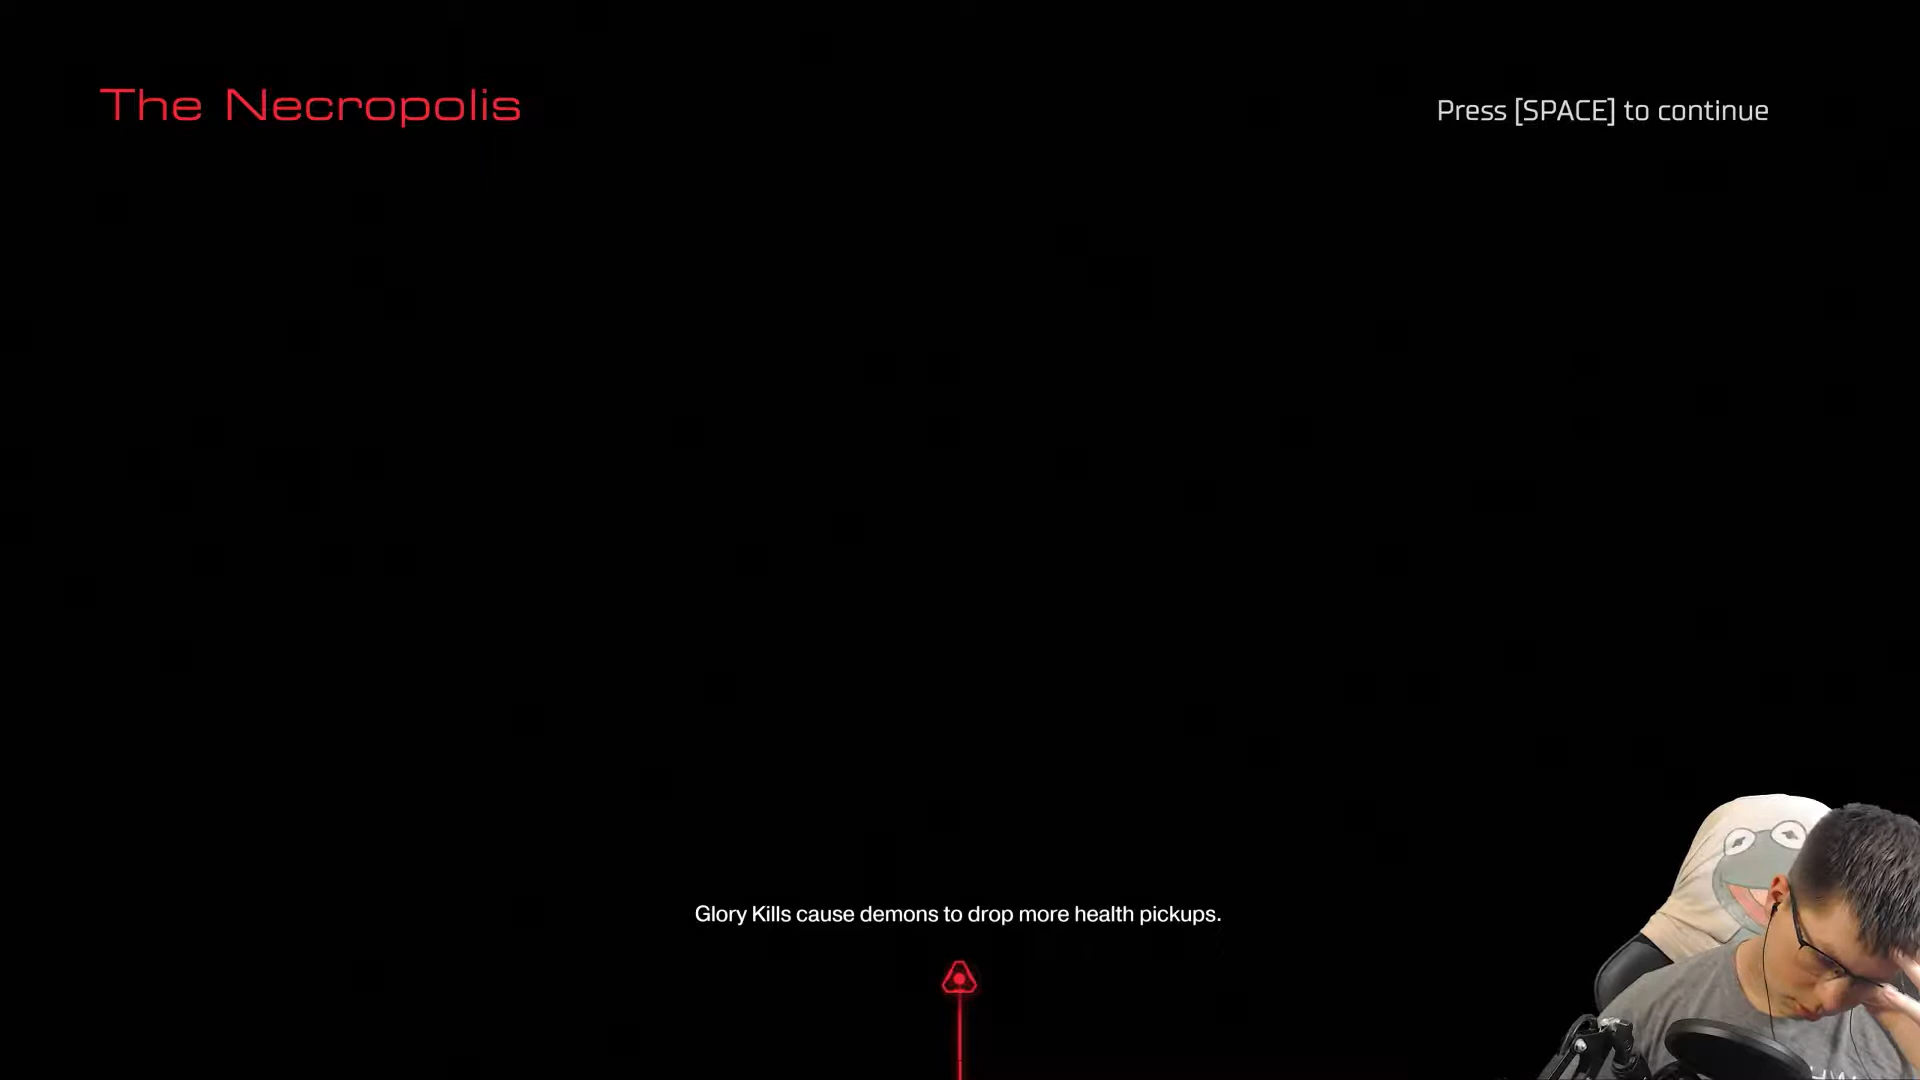 The Necropolis
Press [SPACE] to continue
Glory Kills cause demons to drop more health pickups.